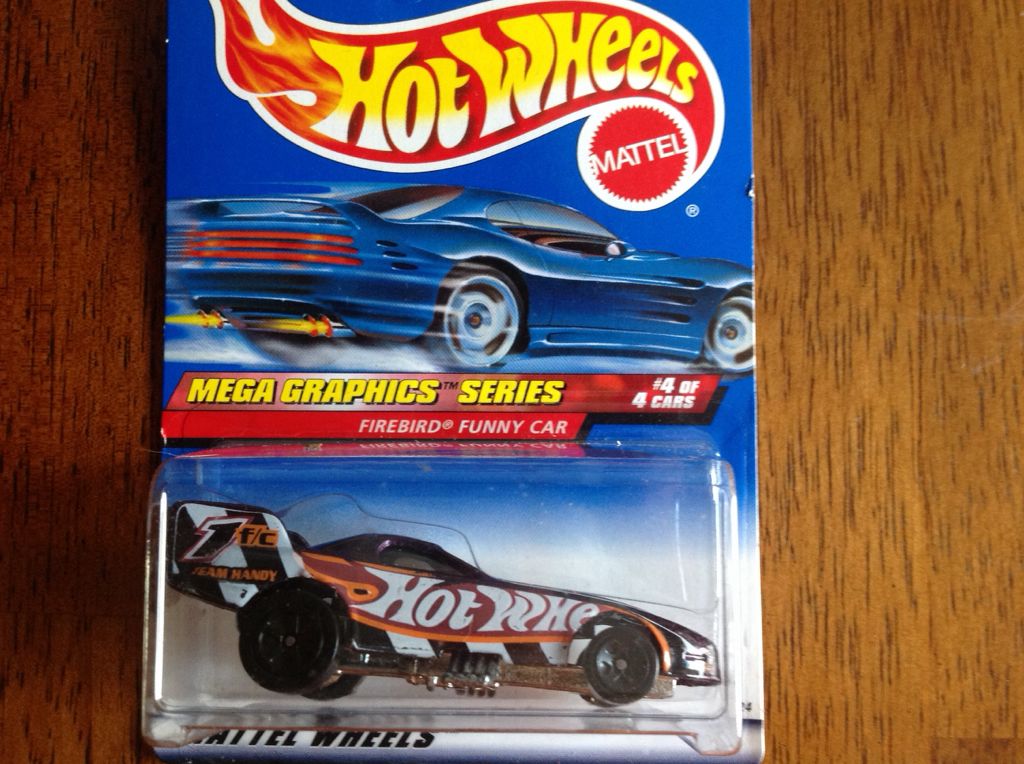 Hot Wheels
MATTEL
®
MEGA GRAPHICS™ SERIES
#4 OF
4 CARS
FIREBIRD® FUNNY CAR
1 f/c
TEAM HANDY
HOT WHe
MATTEL WHEELS